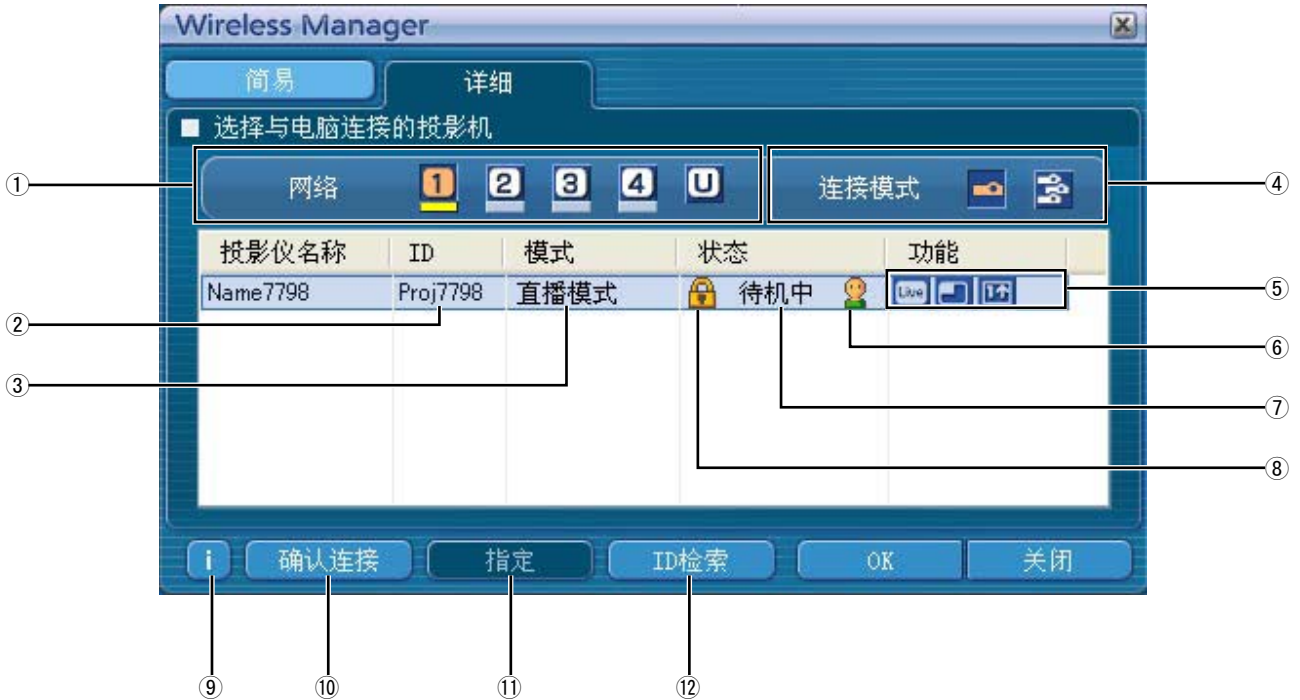 Wireless Manager
简易
详细
选择与电脑连接的投影机
① 网络 1 2 3 4 U 连接模式 ④
投影仪名称 ID 模式 状态 功能
Name7798 Proj7798 直播模式 待机中 Live 1 ⑤
②
⑥
③
⑦
⑧
i 确认连接 指定 ID检索 OK 关闭
⑨ ⑩ ⑪ ⑫